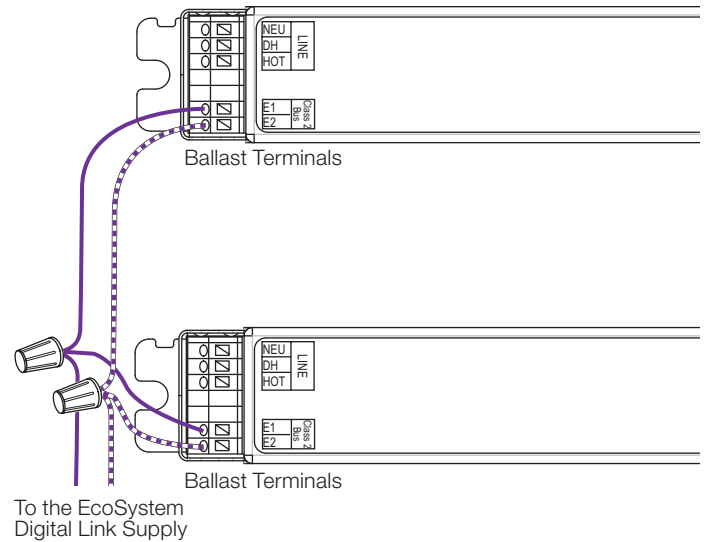 NEU
DH
HOT
LINE
E1
E2
Class 2
Bus
Ballast Terminals
NEU
DH
HOT
LINE
E1
E2
Class 2
Bus
Ballast Terminals
To the EcoSystem
Digital Link Supply